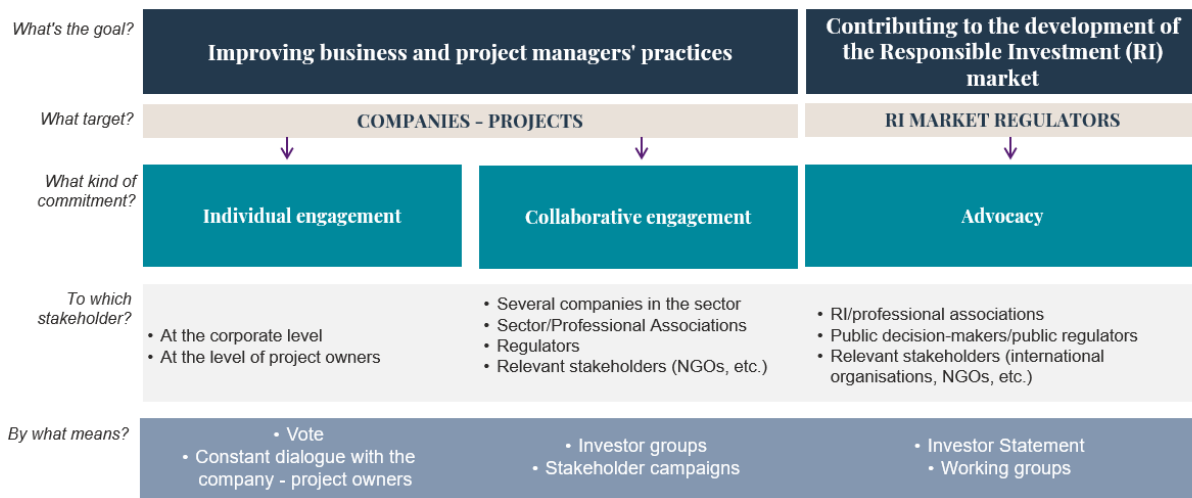 What's the goal?
Improving business and project managers' practices
Contributing to the development of
the Responsible Investment (RI)
market
What target?
COMPANIES - PROJECTS
RI MARKET REGULATORS
What kind of
commitment?
Individual engagement
Collaborative engagement
Advocacy
To which
stakeholder?
• At the corporate level
• At the level of project owners
• Several companies in the sector
• Sector/Professional Associations
• Regulators
• Relevant stakeholders (NGOs, etc.)
• RI/professional associations
• Public decision-makers/public regulators
• Relevant stakeholders (international
organisations, NGOs, etc.)
By what means?
• Vote
• Constant dialogue with the
company - project owners
• Investor groups
• Stakeholder campaigns
• Investor Statement
• Working groups